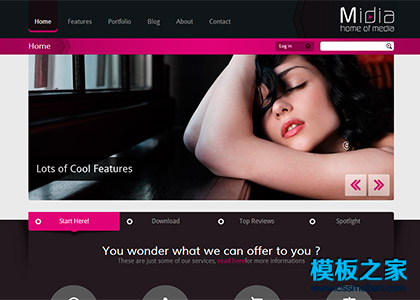 Home Features Portfolio Blog About Contact
Midia
home of media
Home
Log in
Lots of Cool Features
Start Here! Download Top Reviews Spotlight
You wonder what we can offer to you ?
These are just some of our services, read here for more informations
模板之家